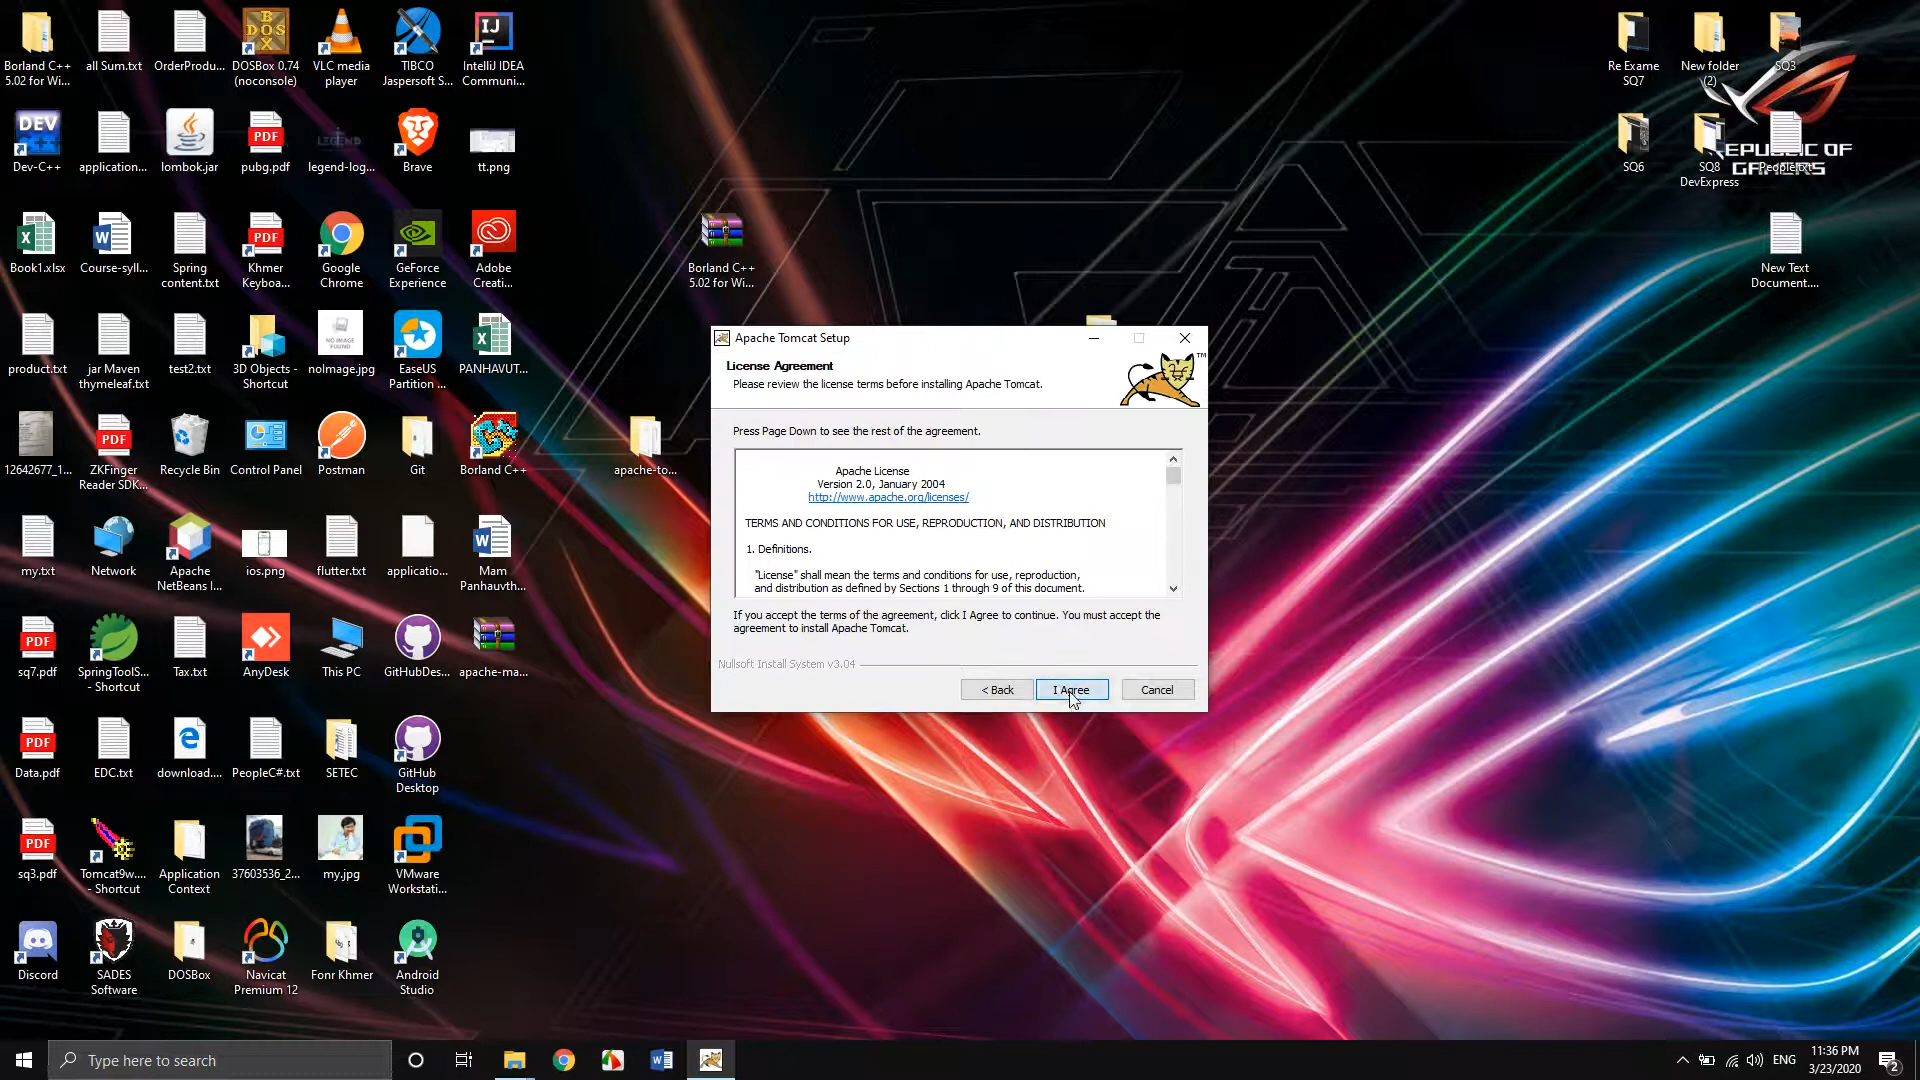 Borland C++
5.02 for Wi...
all Sum.txt
OrderProdu...
DOSBox 0.74
(noconsole)
VLC media
player
TIBCO
Jaspersoft S...
IntelliJ IDEA
Communi...
Re Exame
SQ7
New folder
(2)
SQ3
Dev-C++
application...
lombok.jar
pubg.pdf
legend-log...
Brave
tt.png
SQ6
SQ8
DevExpress
EPUBLIC OF
GAMERS
Book1.xlsx
Course-syll...
Spring
content.txt
Khmer
Keyboa...
Google
Chrome
GeForce
Experience
Adobe
Creati...
Borland C++
5.02 for Wi...
New Text
Document....
product.txt
jar Maven
thymeleaf.txt
test2.txt
3D Objects -
Shortcut
noImage.jpg
EaseUS
Partition ...
PANHAVUT...
12642677_1...
ZKFinger
Reader SDK...
Recycle Bin
Control Panel
Postman
Git
Borland C++
apache-to...
my.txt
Network
Apache
NetBeans I...
ios.png
flutter.txt
applicatio...
Mam
Panhauvth...
sq7.pdf
SpringToolS...
- Shortcut
Tax.txt
AnyDesk
This PC
GitHubDes...
apache-ma...
Data.pdf
EDC.txt
download....
PeopleC#.txt
SETEC
GitHub
Desktop
sq3.pdf
Tomcat9w....
- Shortcut
Application
Context
37603536_2...
my.jpg
VMware
Workstati...
Discord
SADES
Software
DOSBox
Navicat
Premium 12
Fonr Khmer
Android
Studio
Apache Tomcat Setup
License Agreement
Please review the license terms before installing Apache Tomcat.
Press Page Down to see the rest of the agreement.
Apache License
Version 2.0, January 2004
http://www.apache.org/licenses/
TERMS AND CONDITIONS FOR USE, REPRODUCTION, AND DISTRIBUTION
1. Definitions.
"License" shall mean the terms and conditions for use, reproduction,
and distribution as defined by Sections 1 through 9 of this document.
If you accept the terms of the agreement, click I Agree to continue. You must accept the
agreement to install Apache Tomcat.
Nullsoft Install System v3.04
< Back
I Agree
Cancel
Type here to search
ENG
11:36 PM
3/23/2020
2